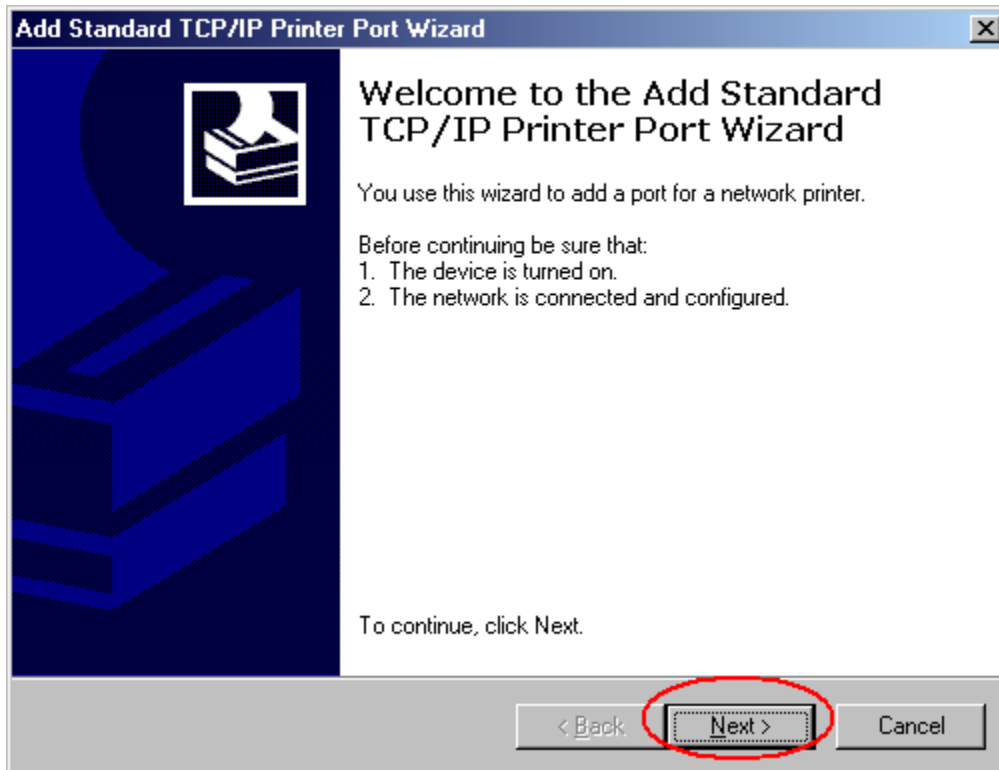 Add Standard TCP/IP Printer Port Wizard
Welcome to the Add Standard
TCP/IP Printer Port Wizard
You use this wizard to add a port for a network printer.
Before continuing be sure that:
1. The device is turned on.
2. The network is connected and configured.
To continue, click Next.
< Back Next > Cancel